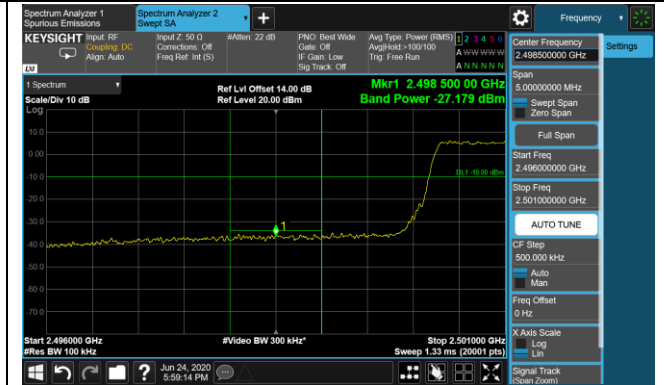 Spectrum Analyzer 1
Spurious Emissions
Spectrum Analyzer 2
Swept SA
+
Frequency
KEYSIGHT
LXI
Input: RF
Coupling: DC
Align: Auto
Input Z: 50 Ω
Corrections: Off
Freq Ref: Int (S)
#Atten: 22 dB
PNO: Best Wide
Gate: Off
IF Gain: Low
Sig Track: Off
Avg Type: Power (RMS)
Avg|Hold:>100/100
Trig: Free Run
1 2 3 4 5 6
A W W W W W
A N N N N N
1 Spectrum
Scale/Div 10 dB
Log
Ref Lvl Offset 14.00 dB
Ref Level 20.00 dBm
Mkr1 2.498 500 00 GHz
Band Power -27.179 dBm
10.0
0.00
-10.0
-20.0
-30.0
-40.0
-50.0
-60.0
-70.0
DL1 -10.00 dBm
1
Start 2.496000 GHz
#Res BW 100 kHz
#Video BW 300 kHz*
Stop 2.501000 GHz
Sweep 1.33 ms (20001 pts)
?
Jun 24, 2020
5:59:14 PM
Center Frequency
2.498500000 GHz
Settings
Span
5.00000000 MHz
Swept Span
Zero Span
Full Span
Start Freq
2.496000000 GHz
Stop Freq
2.501000000 GHz
AUTO TUNE
CF Step
500.000 kHz
Auto
Man
Freq Offset
0 Hz
X Axis Scale
Log
Lin
Signal Track
(Span Zoom)